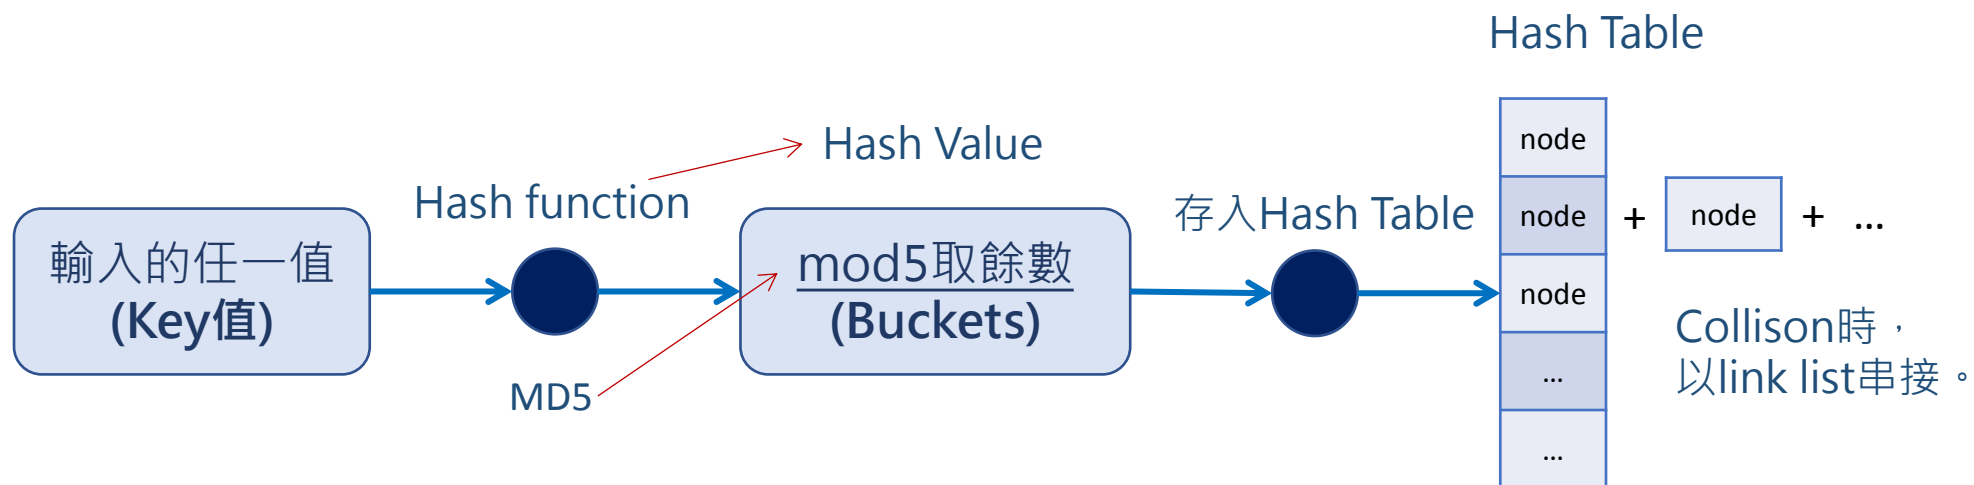 Hash Table
Hash Value
Hash function
輸入的任一值
(Key值)
MD5
mod5取餘數
(Buckets)
存入Hash Table
node
node + node + ...
node
...
...
Collison時，
以link list串接。